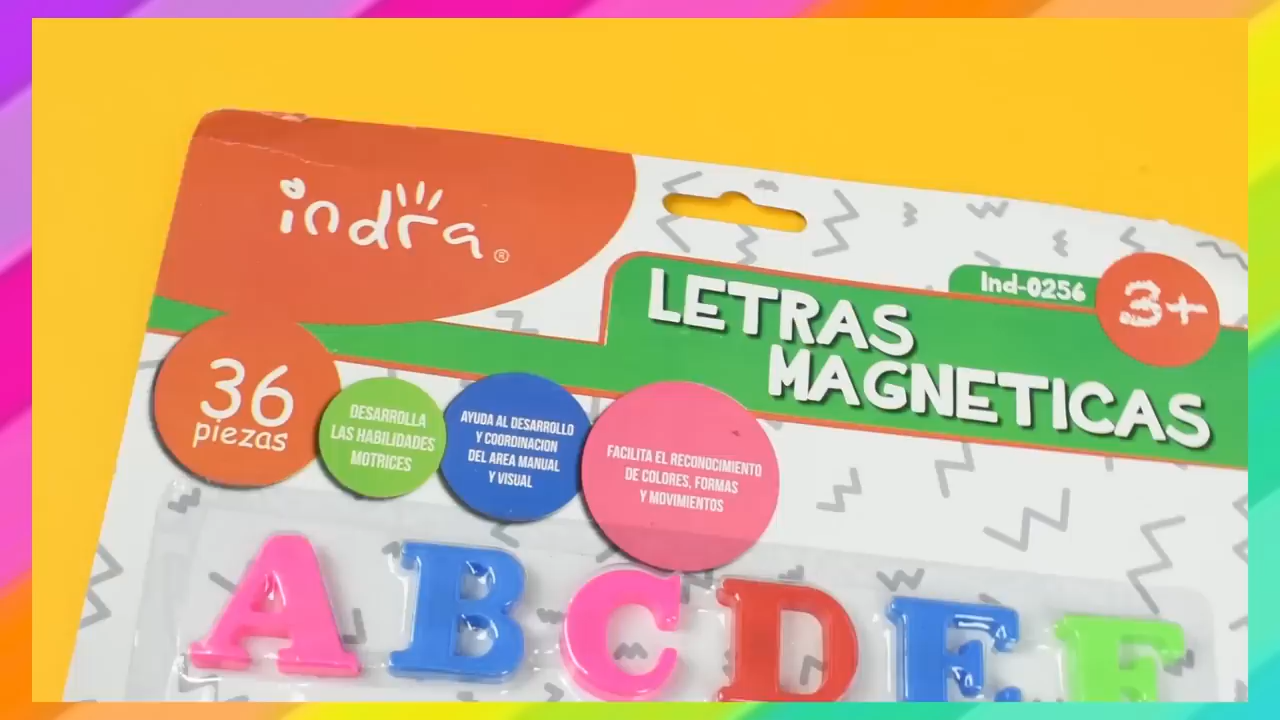 indra®
Ind-0256
3+
LETRAS
MAGNETICAS
36
piezas
DESARROLLA
LAS HABILIDADES
MOTRICES
AYUDA AL DESARROLLO
Y COORDINACION
DEL AREA MANUAL
Y VISUAL
FACILITA EL RECONOCIMIENTO
DE COLORES, FORMAS
Y MOVIMIENTOS
A B C D E F